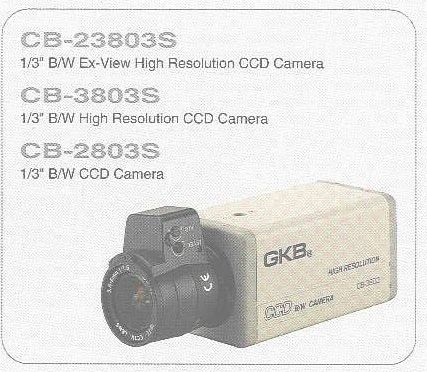 CB-23803S
1/3" B/W Ex-View High Resolution CCD Camera
CB-3803S
1/3" B/W High Resolution CCD Camera
CB-2803S
1/3" B/W CCD Camera
GKB®
HIGH RESOLUTION
CCD B/W CAMERA
CE